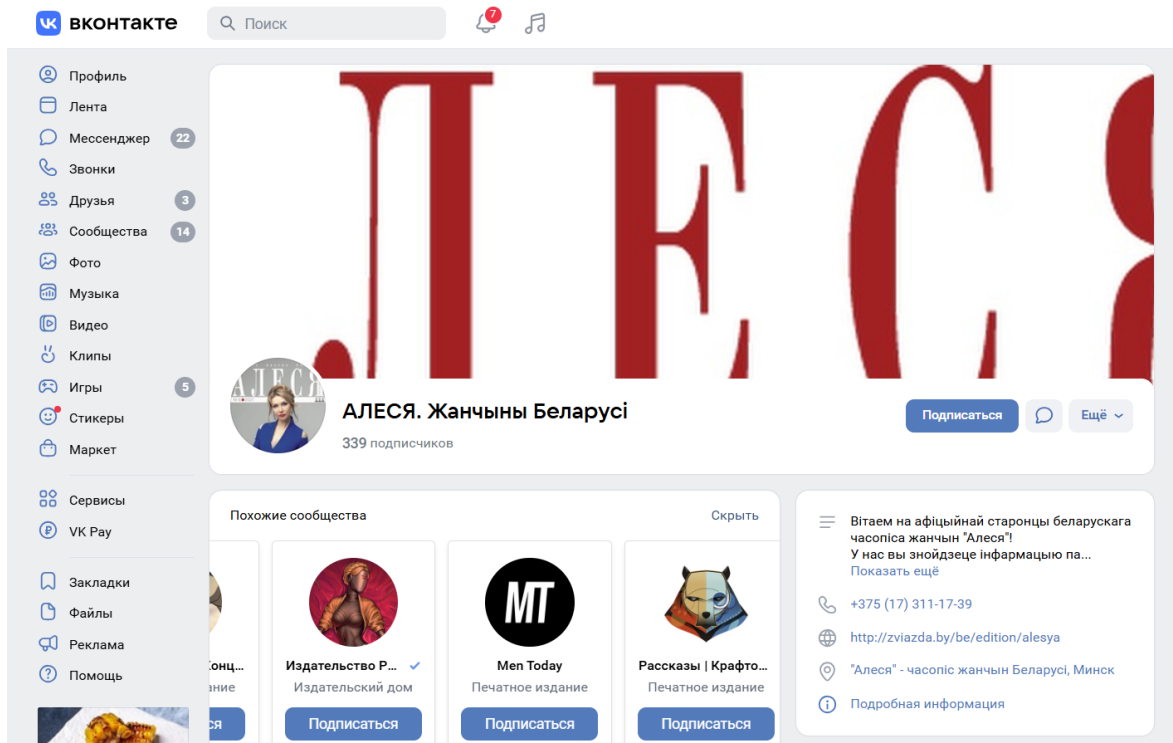 вконтакте
Поиск
7
Профиль
Лента
Мессенджер 22
Звонки
Друзья 3
Сообщества 14
Фото
Музыка
Видео
Клипы
Игры 5
Стикеры
Маркет
Сервисы
VK Pay
Закладки
Файлы
Реклама
Помощь
ЛЕСЯ
АЛЕСЯ
АЛЕСЯ. Жанчыны Беларусі
339 подписчиков
Подписаться
Ещё
Похожие сообщества
Скрыть
Издательство Р...
Издательский дом
Подписаться
Men Today
Печатное издание
Подписаться
MT
Рассказы | Крафто...
Печатное издание
Подписаться
Вітаем на афіцыйнай старонцы беларускага
часопіса жанчын "Алеся"!
У нас вы знойдзеце інфармацыю па...
Показать ещё
+375 (17) 311-17-39
http://zviazda.by/be/edition/alesya
"Алеся" - часопіс жанчын Беларусі, Минск
Подробная информация